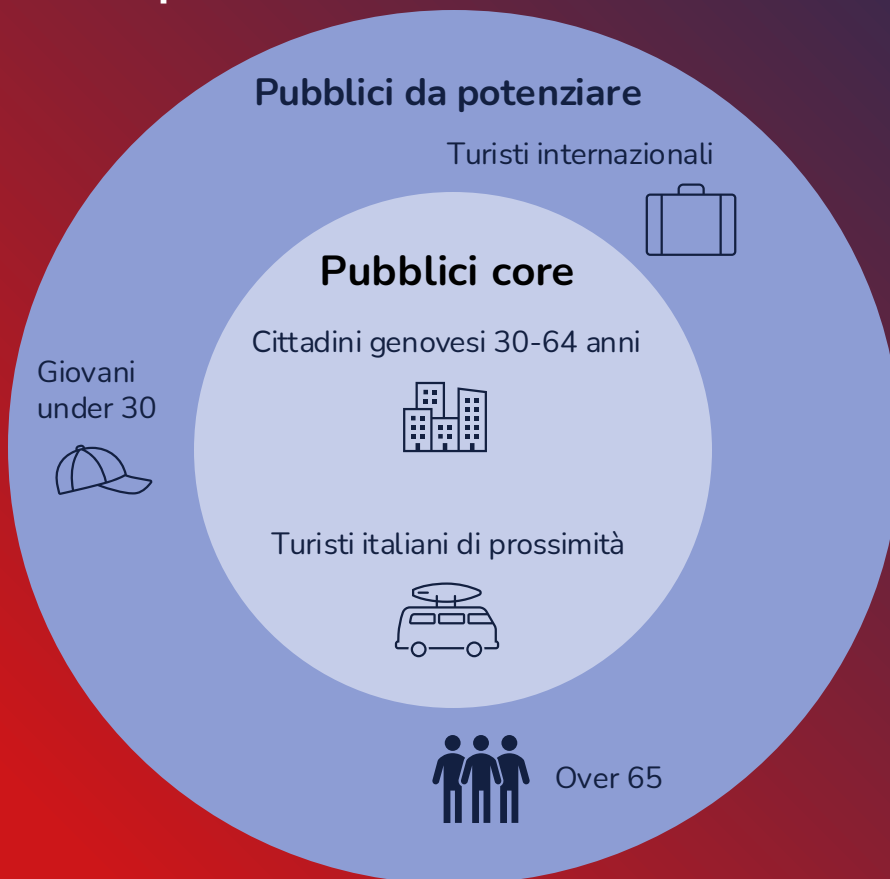 Pubblici da potenziare
Turisti internazionali
Pubblici core
Cittadini genovesi 30-64 anni
Giovani
under 30
Turisti italiani di prossimità
Over 65